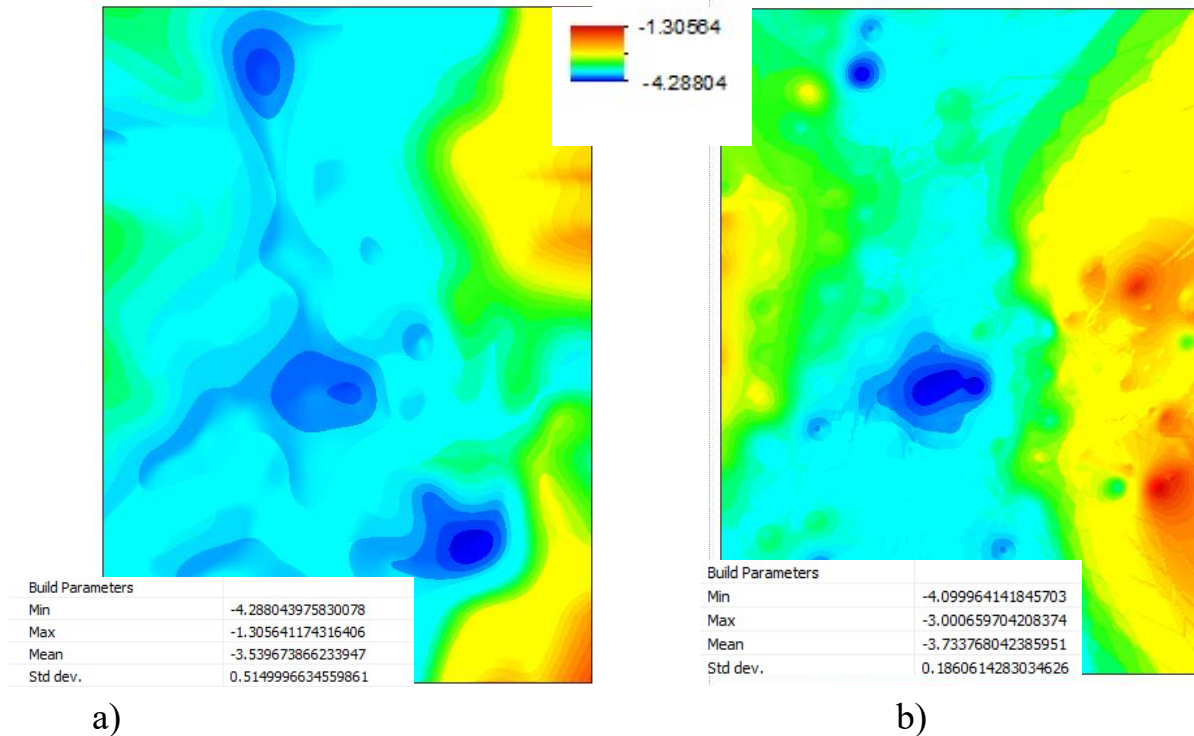 -1.30564
-4.28804
Build Parameters
Min -4.288043975830078
Max -1.305641174316406
Mean -3.539673866233947
Std dev. 0.5149996634559861
Build Parameters
Min -4.099964141845703
Max -3.000659704208374
Mean -3.733768042385951
Std dev. 0.1860614283034626
a)
b)